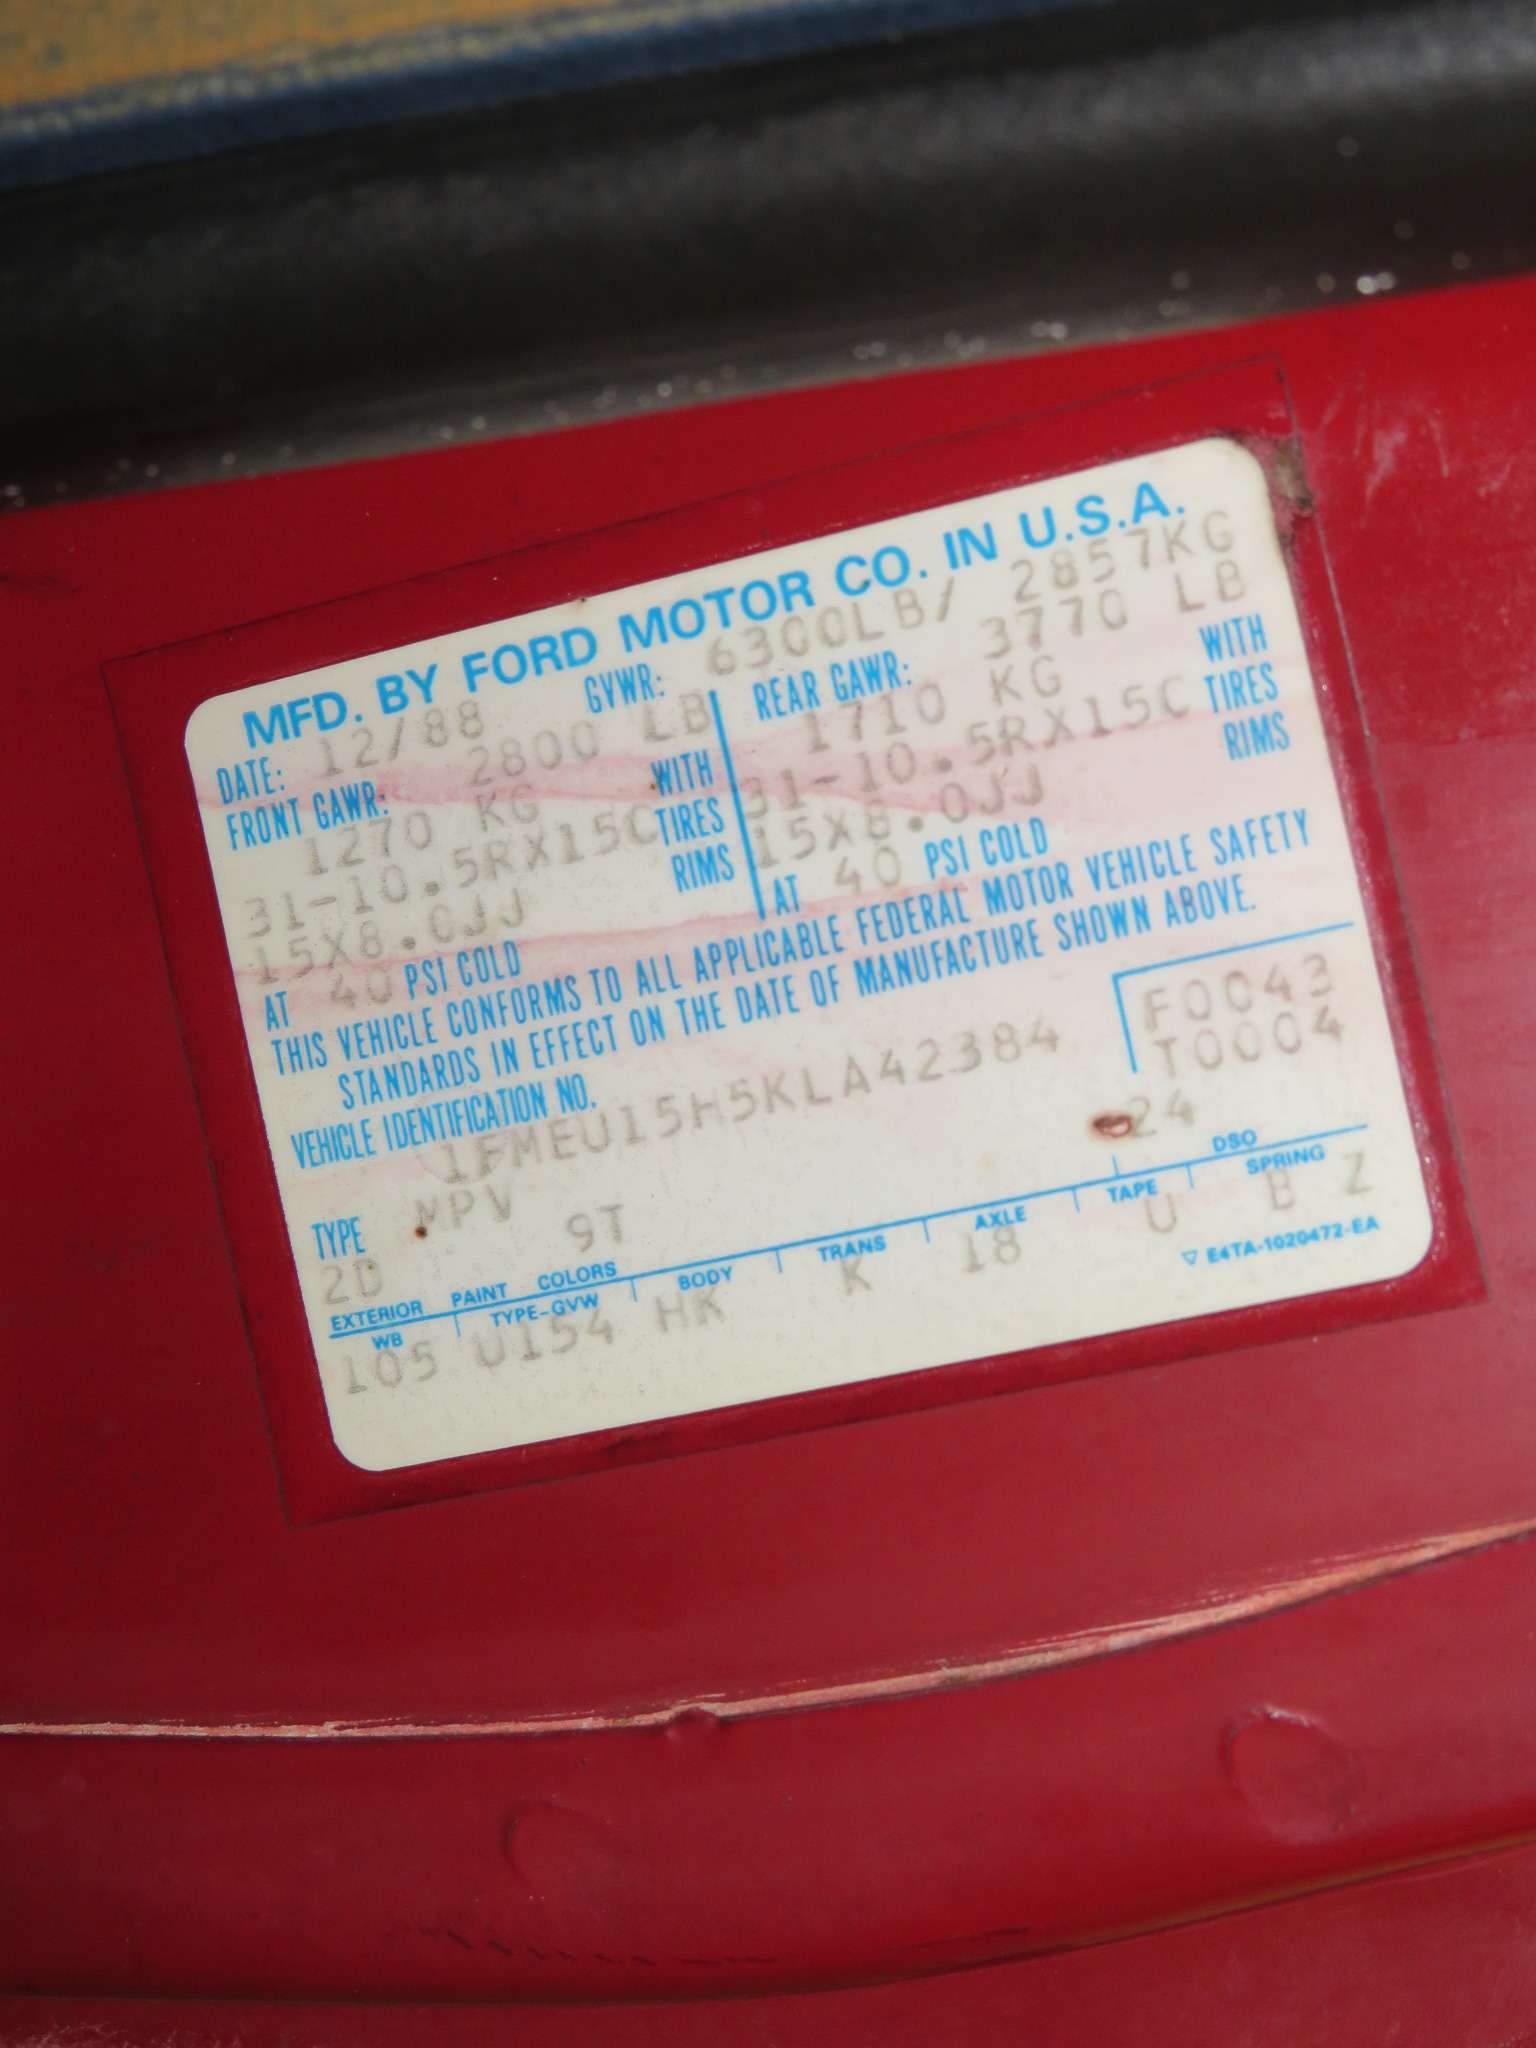 MFD. BY FORD MOTOR CO. IN U.S.A.
DATE: 12/88 GVWR: 6300LB/ 2857KG
FRONT GAWR: 2800 LB
1270 KG WITH
31-10.5RX15C TIRES
15X8.0JJ RIMS
AT 40 PSI COLD
REAR GAWR: 3770 LB
1710 KG WITH
31-10.5RX15C TIRES
15X8.0JJ RIMS
AT 40 PSI COLD
THIS VEHICLE CONFORMS TO ALL APPLICABLE FEDERAL MOTOR VEHICLE SAFETY
STANDARDS IN EFFECT ON THE DATE OF MANUFACTURE SHOWN ABOVE.
VEHICLE IDENTIFICATION NO.
1FMEU15H5KLA42384
F0043
T0004
TYPE MPV
24
2D 9T
EXTERIOR PAINT COLORS DSO
WB TYPE-GVW BODY TRANS AXLE TAPE SPRING
105 U154 HK K 18 U B Z
▽ E4TA-1020472-EA